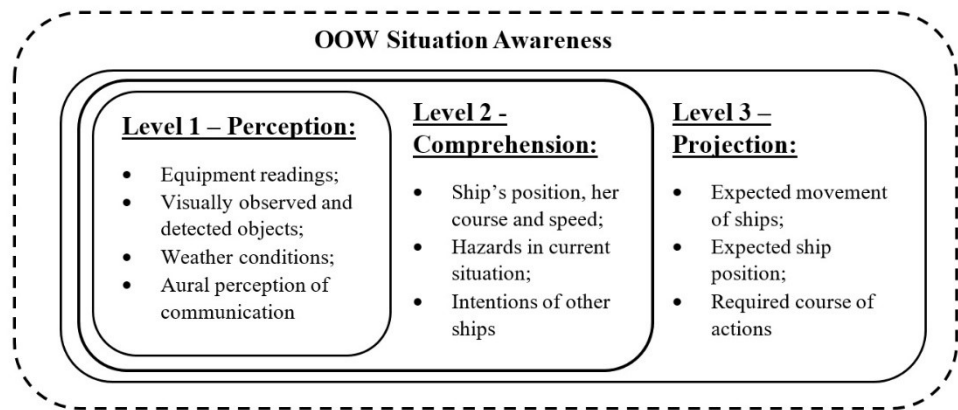 OOW Situation Awareness
Level 1 – Perception:
• Equipment readings;
• Visually observed and
detected objects;
• Weather conditions;
• Aural perception of
communication
Level 2 -
Comprehension:
• Ship’s position, her
course and speed;
• Hazards in current
situation;
• Intentions of other
ships
Level 3 –
Projection:
• Expected movement
of ships;
• Expected ship
position;
• Required course of
actions